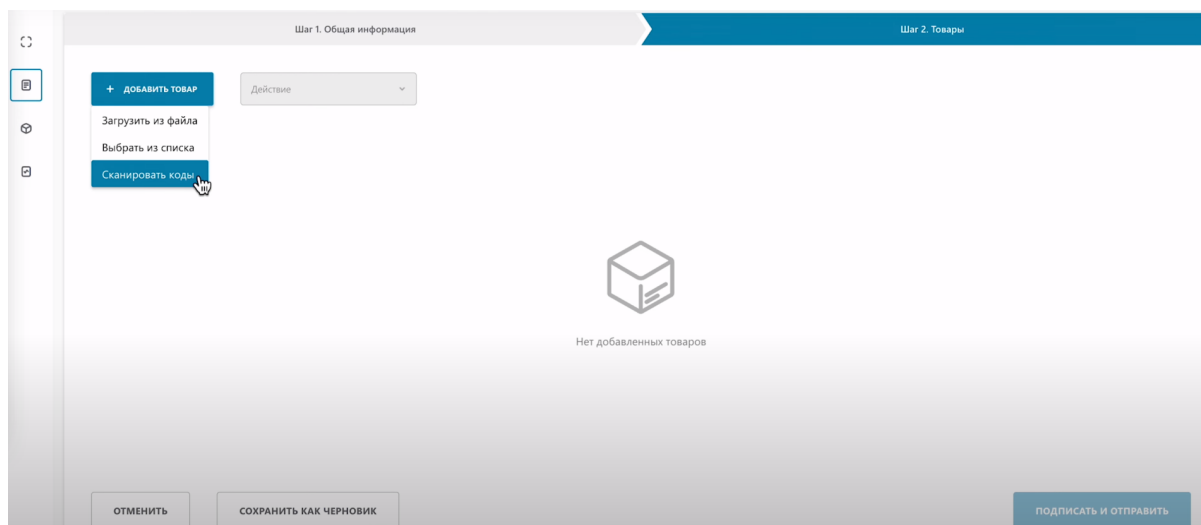 Шаг 1. Общая информация
Шаг 2. Товары
+ ДОБАВИТЬ ТОВАР
Действие
Загрузить из файла
Выбрать из списка
Сканировать коды
Нет добавленных товаров
ОТМЕНИТЬ
СОХРАНИТЬ КАК ЧЕРНОВИК
ПОДПИСАТЬ И ОТПРАВИТЬ